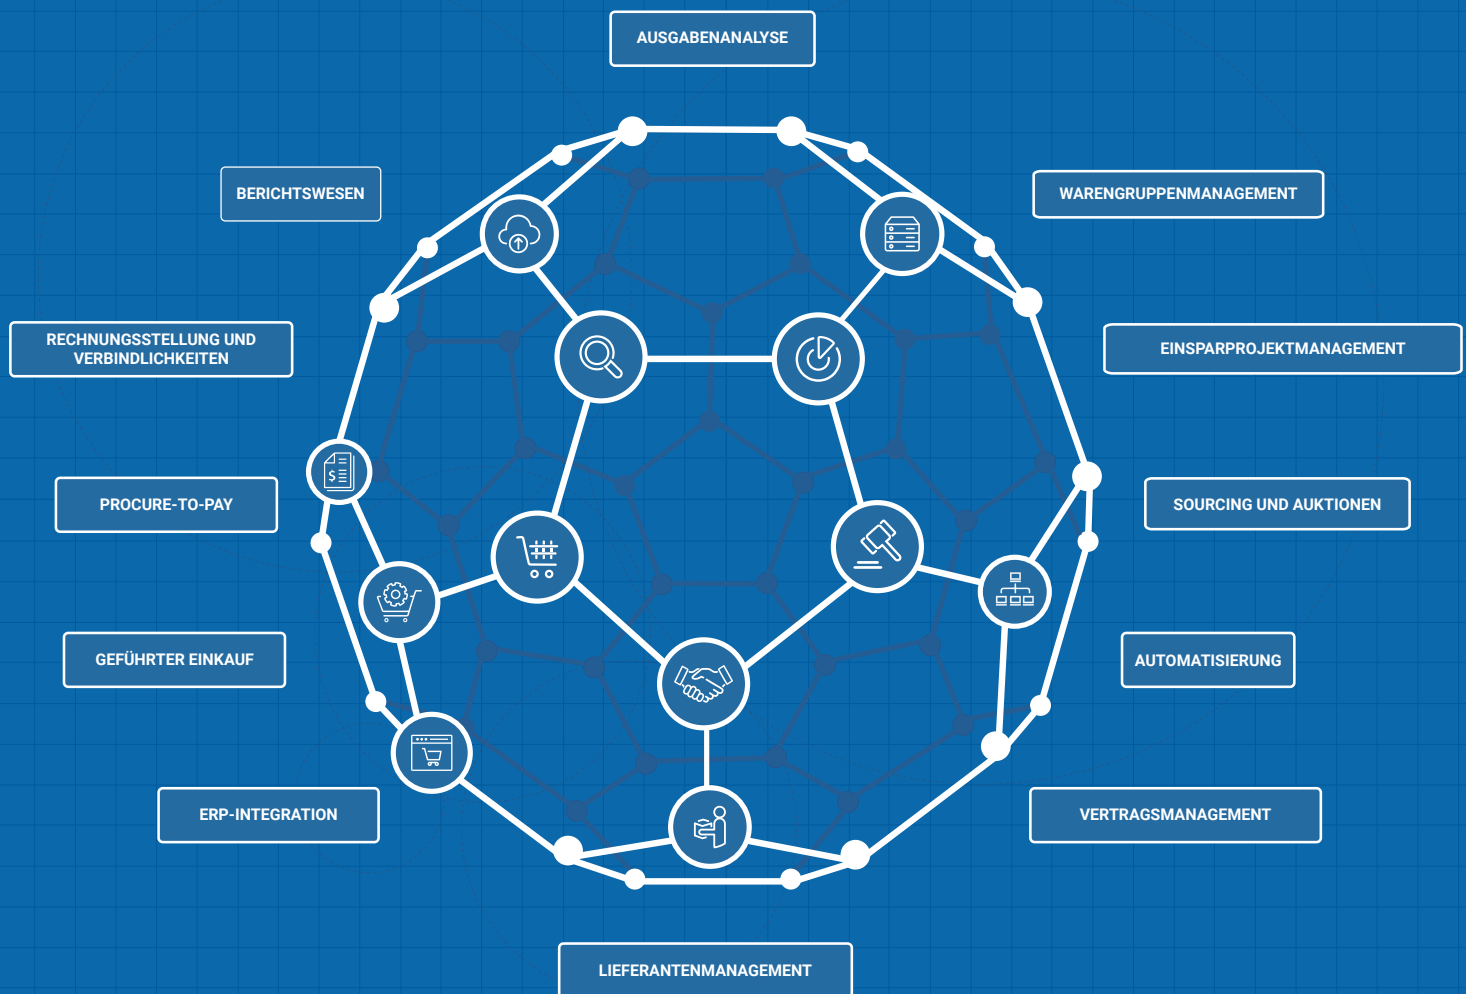 AUSGABENANALYSE
BERICHTSWESEN
WARENGRUPPENMANAGEMENT
RECHNUNGSSTELLUNG UND
VERBINDLICHKEITEN
EINSPARPROJEKTMANAGEMENT
$
PROCURE-TO-PAY
SOURCING UND AUKTIONEN
GEFÜHRTER EINKAUF
AUTOMATISIERUNG
ERP-INTEGRATION
VERTRAGSMANAGEMENT
LIEFERANTENMANAGEMENT